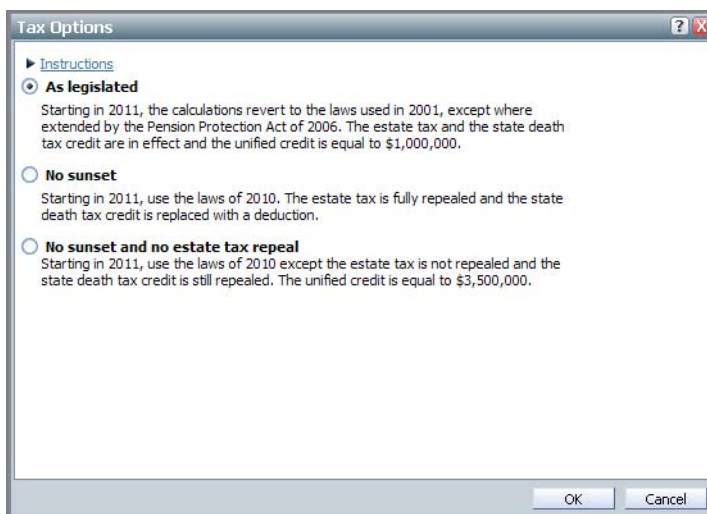 Tax Options
? X
Instructions
As legislated
Starting in 2011, the calculations revert to the laws used in 2001, except where
extended by the Pension Protection Act of 2006. The estate tax and the state death
tax credit are in effect and the unified credit is equal to $1,000,000.
No sunset
Starting in 2011, use the laws of 2010. The estate tax is fully repealed and the state
death tax credit is replaced with a deduction.
No sunset and no estate tax repeal
Starting in 2011, use the laws of 2010 except the estate tax is not repealed and the
state death tax credit is still repealed. The unified credit is equal to $3,500,000.
OK Cancel